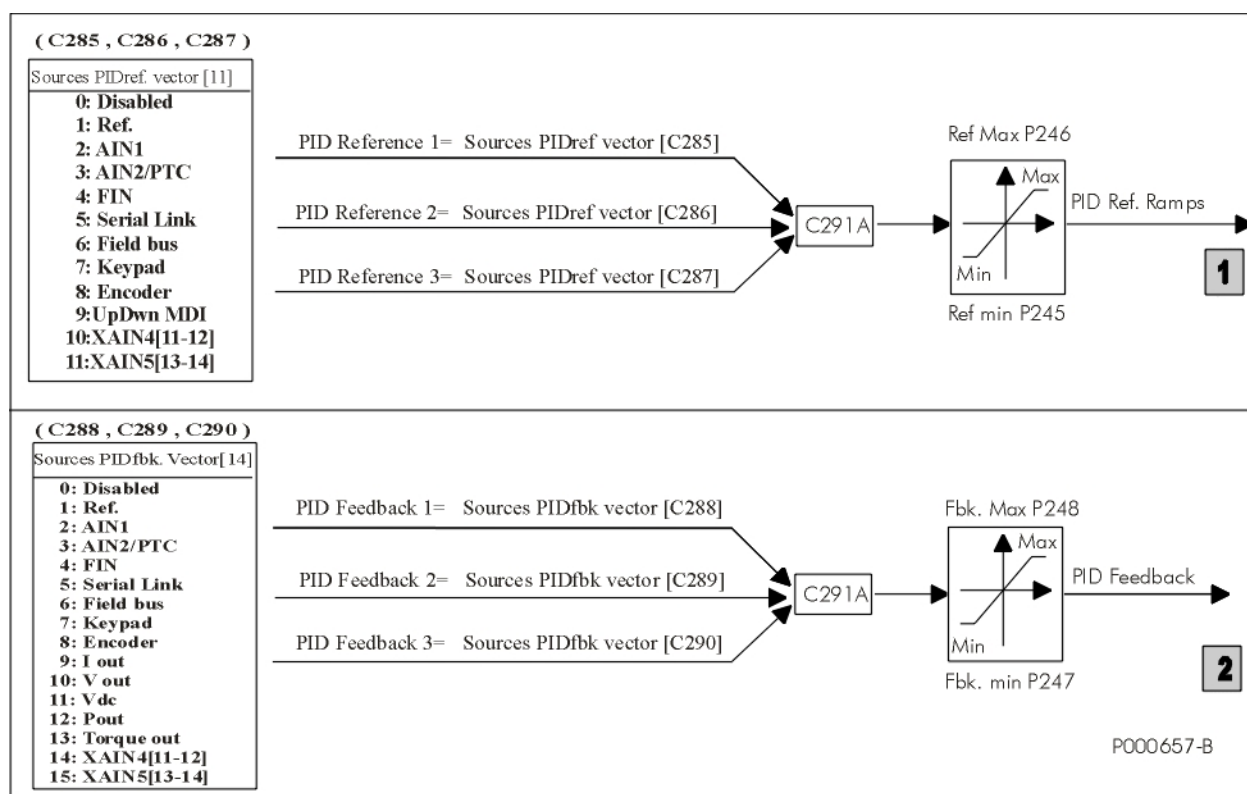 ( C285 , C286 , C287 )
Sources PIDref. vector [11]
0: Disabled
1: Ref.
2: AIN1
3: AIN2/PTC
4: FIN
5: Serial Link
6: Field bus
7: Keypad
8: Encoder
9:UpDwn MDI
10:XAIN4[11-12]
11:XAIN5[13-14]
PID Reference 1= Sources PIDref vector [C285]
PID Reference 2= Sources PIDref vector [C286]
PID Reference 3= Sources PIDref vector [C287]
C291A
Ref Max P246
Max
Min
Ref min P245
PID Ref. Ramps
1
( C288 , C289 , C290 )
Sources PIDfbk. Vector[14]
0: Disabled
1: Ref.
2: AIN1
3: AIN2/PTC
4: FIN
5: Serial Link
6: Field bus
7: Keypad
8: Encoder
9: I out
10: V out
11: Vdc
12: Pout
13: Torque out
14: XAIN4[11-12]
15: XAIN5[13-14]
PID Feedback 1= Sources PIDfbk vector [C288]
PID Feedback 2= Sources PIDfbk vector [C289]
PID Feedback 3= Sources PIDfbk vector [C290]
C291A
Fbk. Max P248
Max
Min
Fbk. min P247
PID Feedback
2
P000657-B